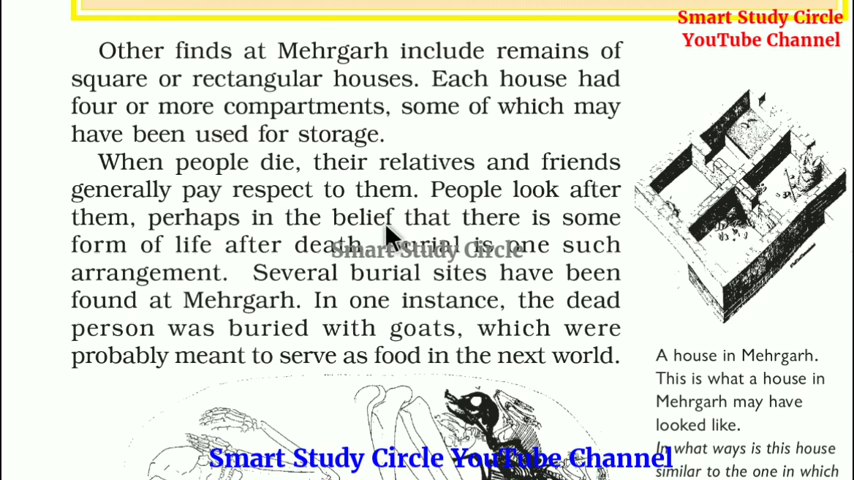 Smart Study Circle
YouTube Channel
Other finds at Mehrgarh include remains of
square or rectangular houses. Each house had
four or more compartments, some of which may
have been used for storage.
When people die, their relatives and friends
generally pay respect to them. People look after
them, perhaps in the belief that there is some
form of life after death. Burial is one such
Smart Study Circle
arrangement. Several burial sites have been
found at Mehrgarh. In one instance, the dead
person was buried with goats, which were
probably meant to serve as food in the next world.
A house in Mehrgarh.
This is what a house in
Mehrgarh may have
looked like.
In what ways is this house
similar to the one in which
Smart Study Circle YouTube Channel